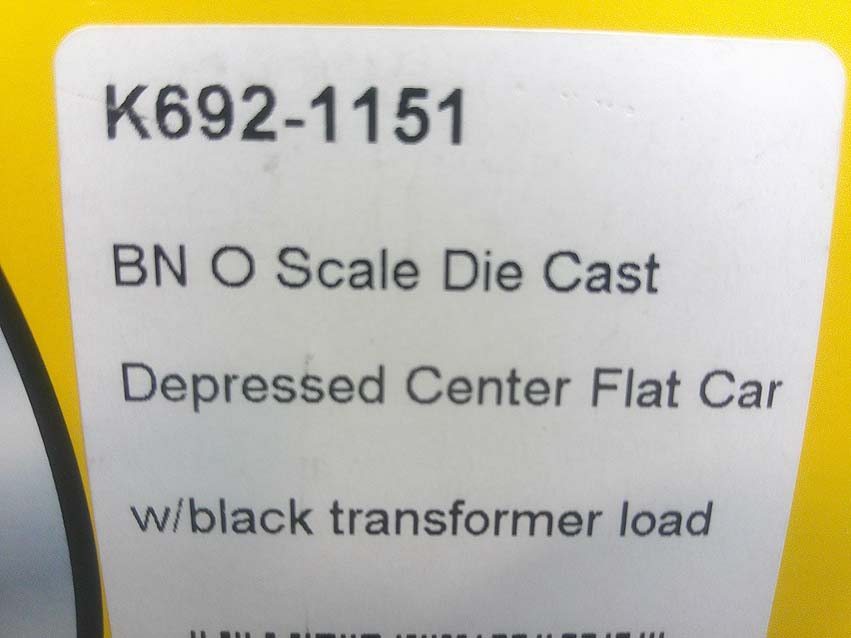 K692-1151
BN O Scale Die Cast
Depressed Center Flat Car
w/black transformer load